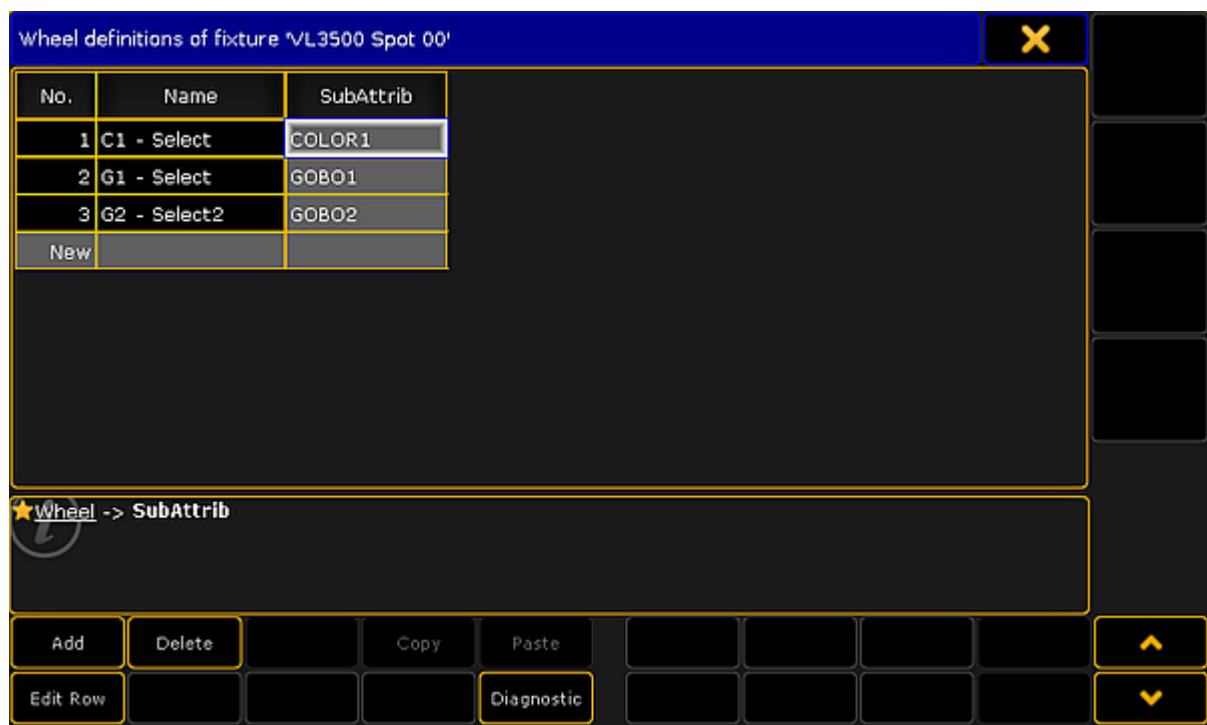 Wheel definitions of fixture 'VL3500 Spot 00'
No. Name SubAttrib
1 C1 - Select COLOR1
2 G1 - Select GOBO1
3 G2 - Select2 GOBO2
New
Wheel -> SubAttrib
Add Delete Copy Paste
Edit Row Diagnostic